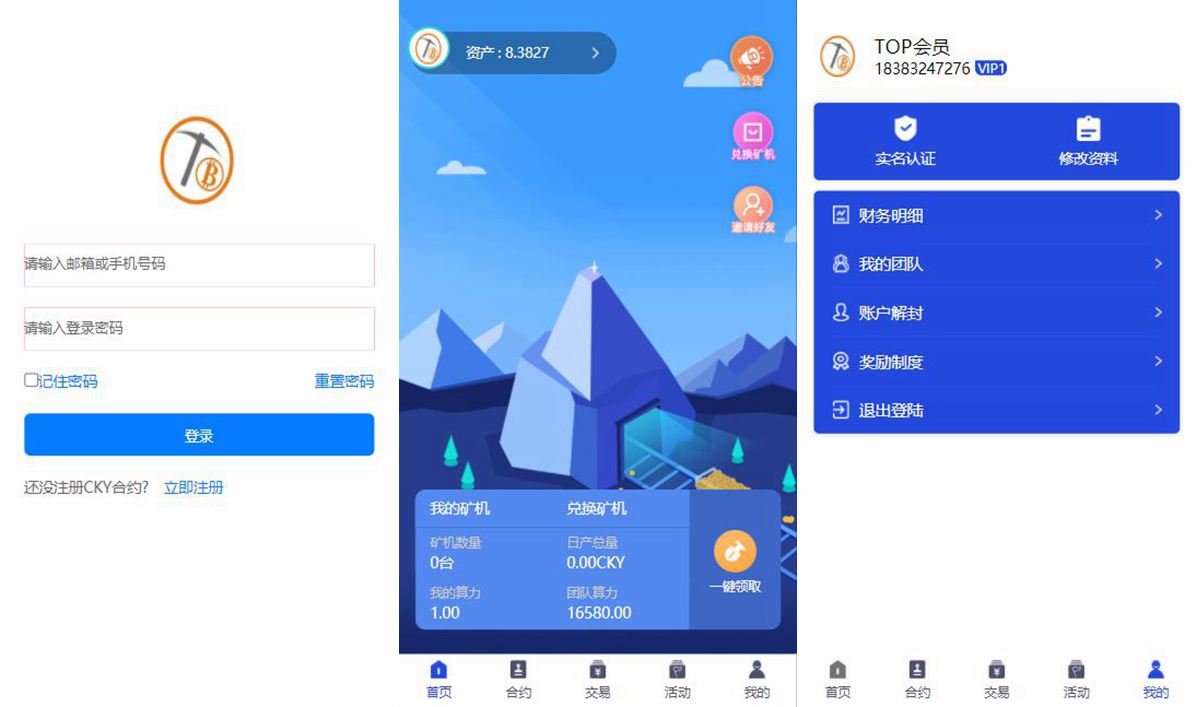 请输入邮箱或手机号码
请输入登录密码
记住密码
重置密码
登录
还没注册CKY合约? 立即注册
资产 : 8.3827
公告
兑换矿机
邀请好友
我的矿机
兑换矿机
矿机数量
日产总量
0台
0.00CKY
我的算力
团队算力
1.00
16580.00
一键领取
首页
合约
交易
活动
我的
TOP会员
18383247276 VIP1
实名认证
修改资料
财务明细
我的团队
账户解封
奖励制度
退出登陆
首页
合约
交易
活动
我的